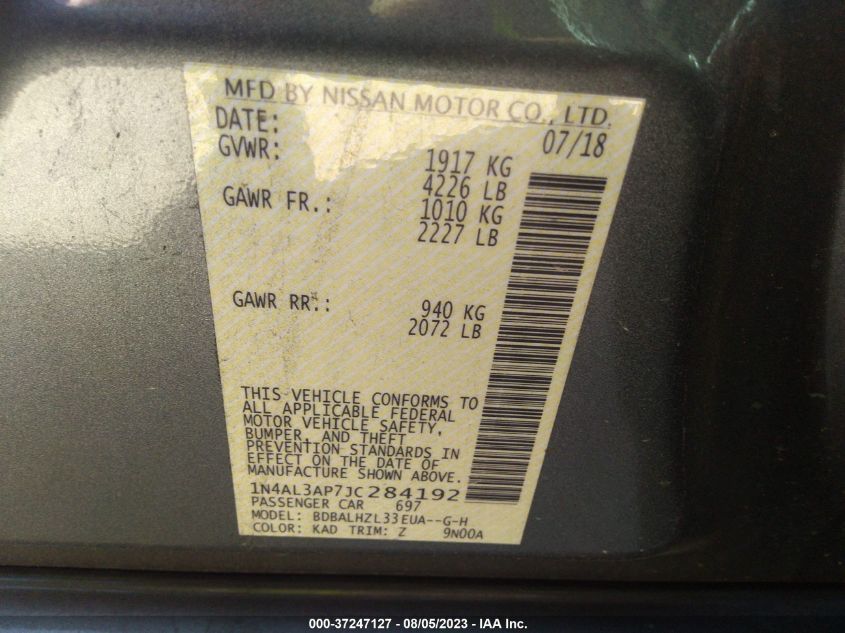 MFD BY NISSAN MOTOR CO., LTD.
DATE: 07/18
GVWR: 1917 KG
4226 LB
GAWR FR.: 1010 KG
2227 LB
GAWR RR.: 940 KG
2072 LB
THIS VEHICLE CONFORMS TO
ALL APPLICABLE FEDERAL
MOTOR VEHICLE SAFETY,
BUMPER, AND THEFT
PREVENTION STANDARDS IN
EFFECT ON THE DATE OF
MANUFACTURE SHOWN ABOVE.
1N4AL3AP7JC284192
PASSENGER CAR 697
MODEL: BDBALHZL33EUA--G-H
COLOR: KAD TRIM: Z 9N00A
000-37247127 - 08/05/2023 - IAA Inc.